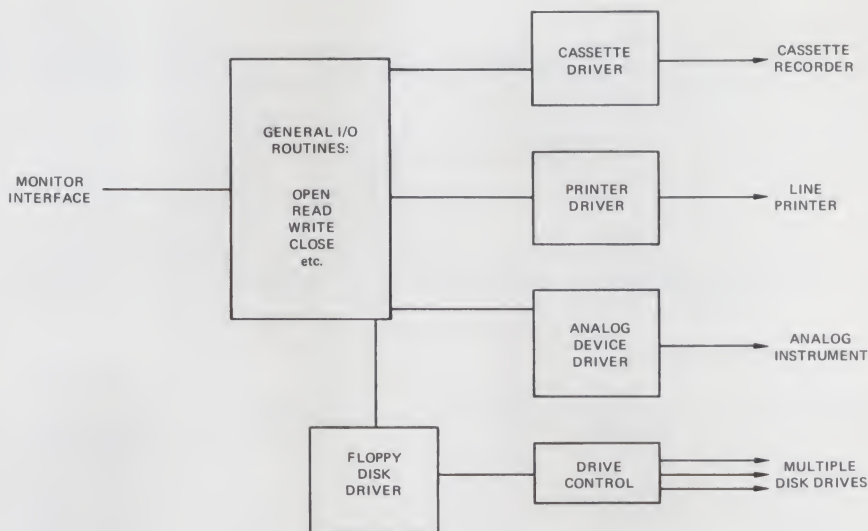 CASSETTE
DRIVER
CASSETTE
RECORDER
GENERAL I/O
ROUTINES:
OPEN
READ
WRITE
CLOSE
etc.
MONITOR
INTERFACE
PRINTER
DRIVER
LINE
PRINTER
ANALOG
DEVICE
DRIVER
ANALOG
INSTRUMENT
FLOPPY
DISK
DRIVER
DRIVE
CONTROL
MULTIPLE
DISK DRIVES